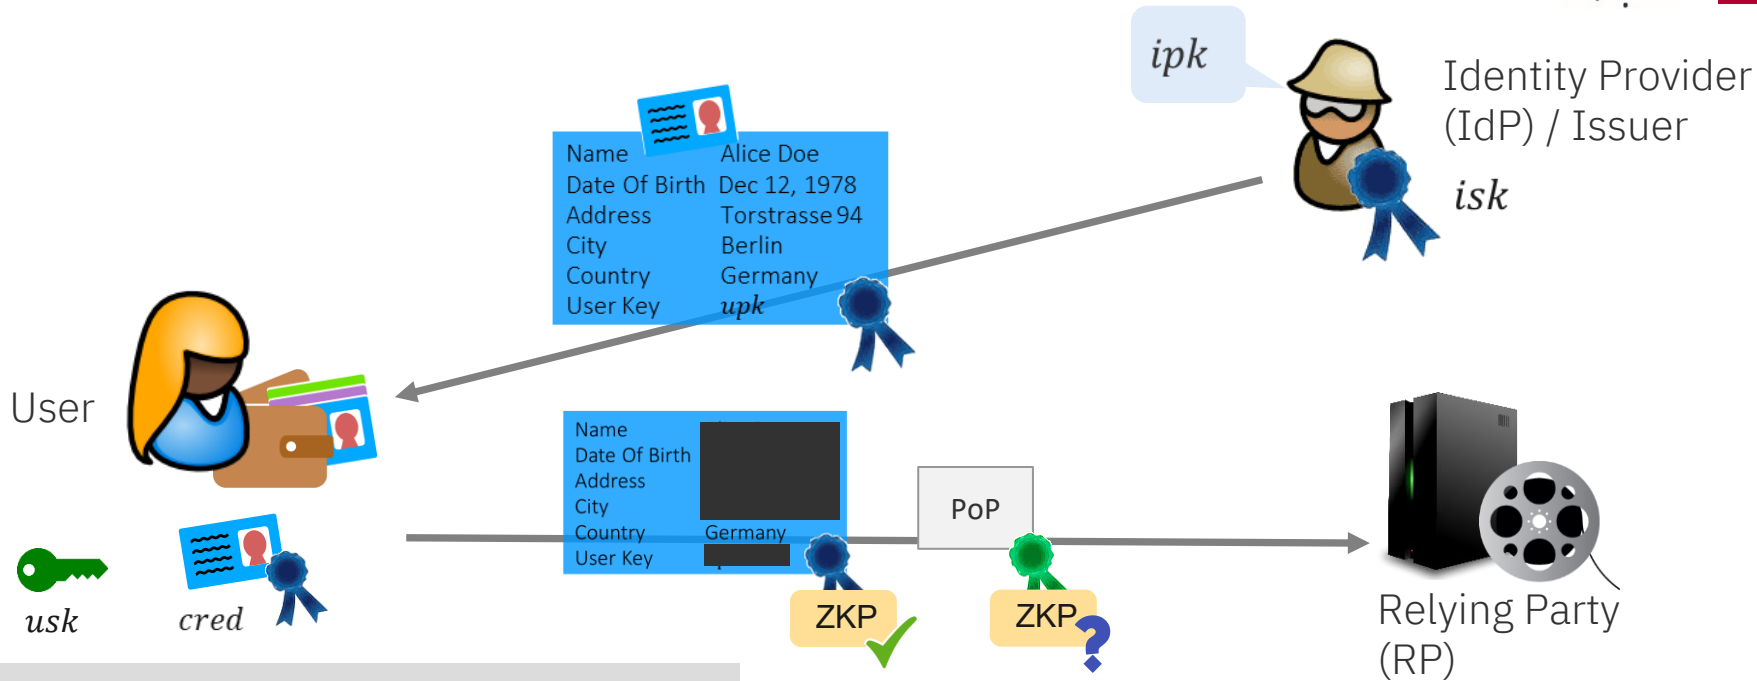 ipk
Identity Provider
(IdP) / Issuer
isk
Name Alice Doe
Date Of Birth Dec 12, 1978
Address Torstrasse 94
City Berlin
Country Germany
User Key upk
User
Name
Date Of Birth
Address
City
Country Germany
User Key
PoP
ZKP
ZKP ?
usk
cred
Relying Party
(RP)